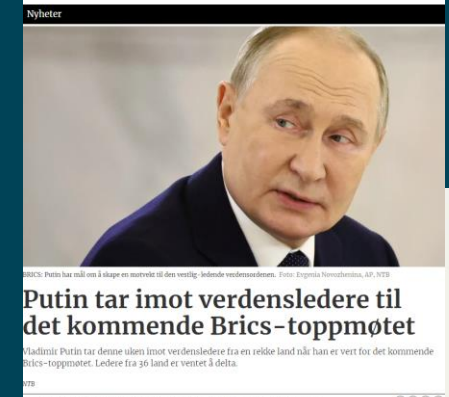 Nyheter
BRICS: Putin har mål om å skape en motvekt til den vestlig-ledende verdensordenen. Foto: Evgenia Novozhenina, AP, NTB
Putin tar imot verdensledere til
det kommende Brics-toppmøtet
Vladimir Putin tar denne uken imot verdensledere fra en rekke land når han er vert for det kommende
Brics-toppmøtet. Ledere fra 36 land er ventet å delta.
NTB